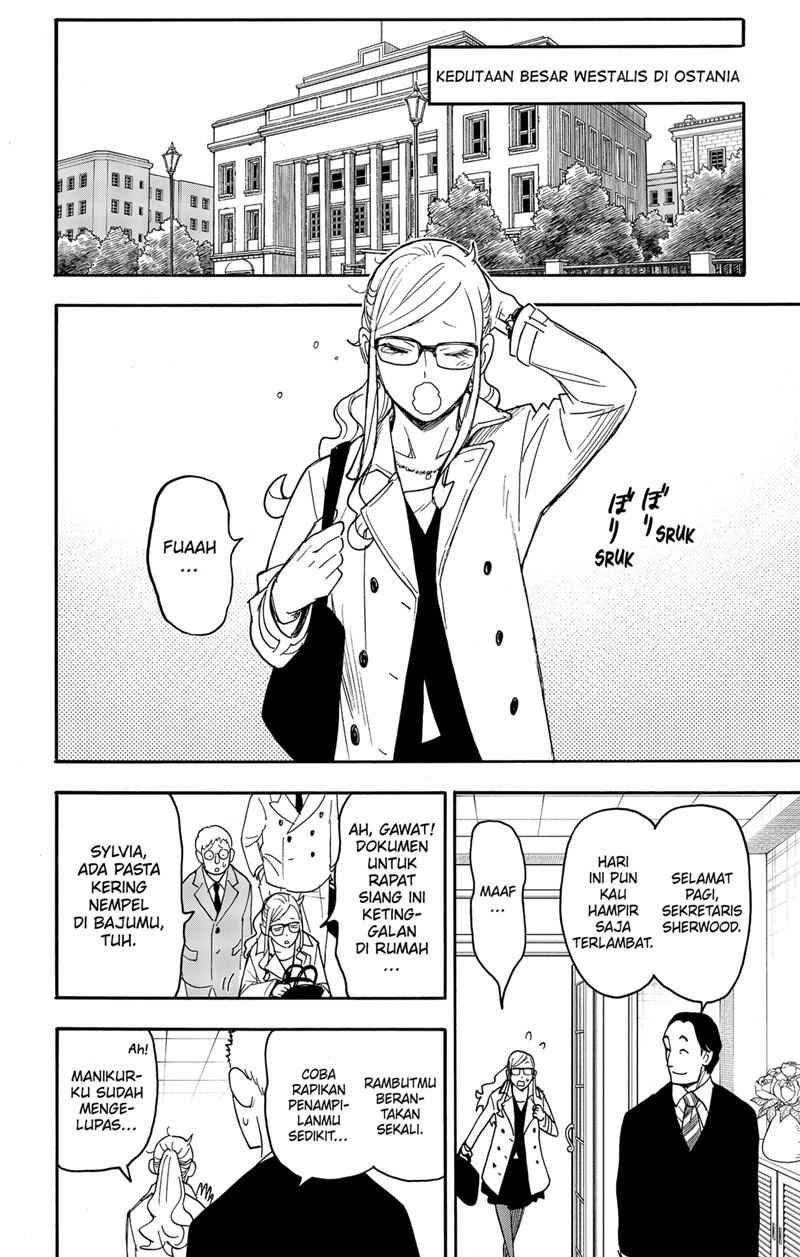 KEDUTAAN BESAR WESTALIS DI OSTANIA
FUAAH
...
ぼり
SRUK
ぼり
SRUK
SELAMAT
PAGI,
SEKRETARIS
SHERWOOD.
HARI
INI PUN
KAU
HAMPIR
SAJA
TERLAMBAT.
MAAF
...
AH, GAWAT!
DOKUMEN
UNTUK
RAPAT
SIANG INI
KETING-
GALAN
DI RUMAH
...
SYLVIA,
ADA PASTA
KERING
NEMPEL
DI BAJUMU,
TUH.
RAMBUTMU
BERAN-
TAKAN
SEKALI.
COBA
RAPIKAN
PENAMPI-
LANMU
SEDIKIT...
Ah!
MANIKUR-
KU SUDAH
MENGE-
LUPAS...